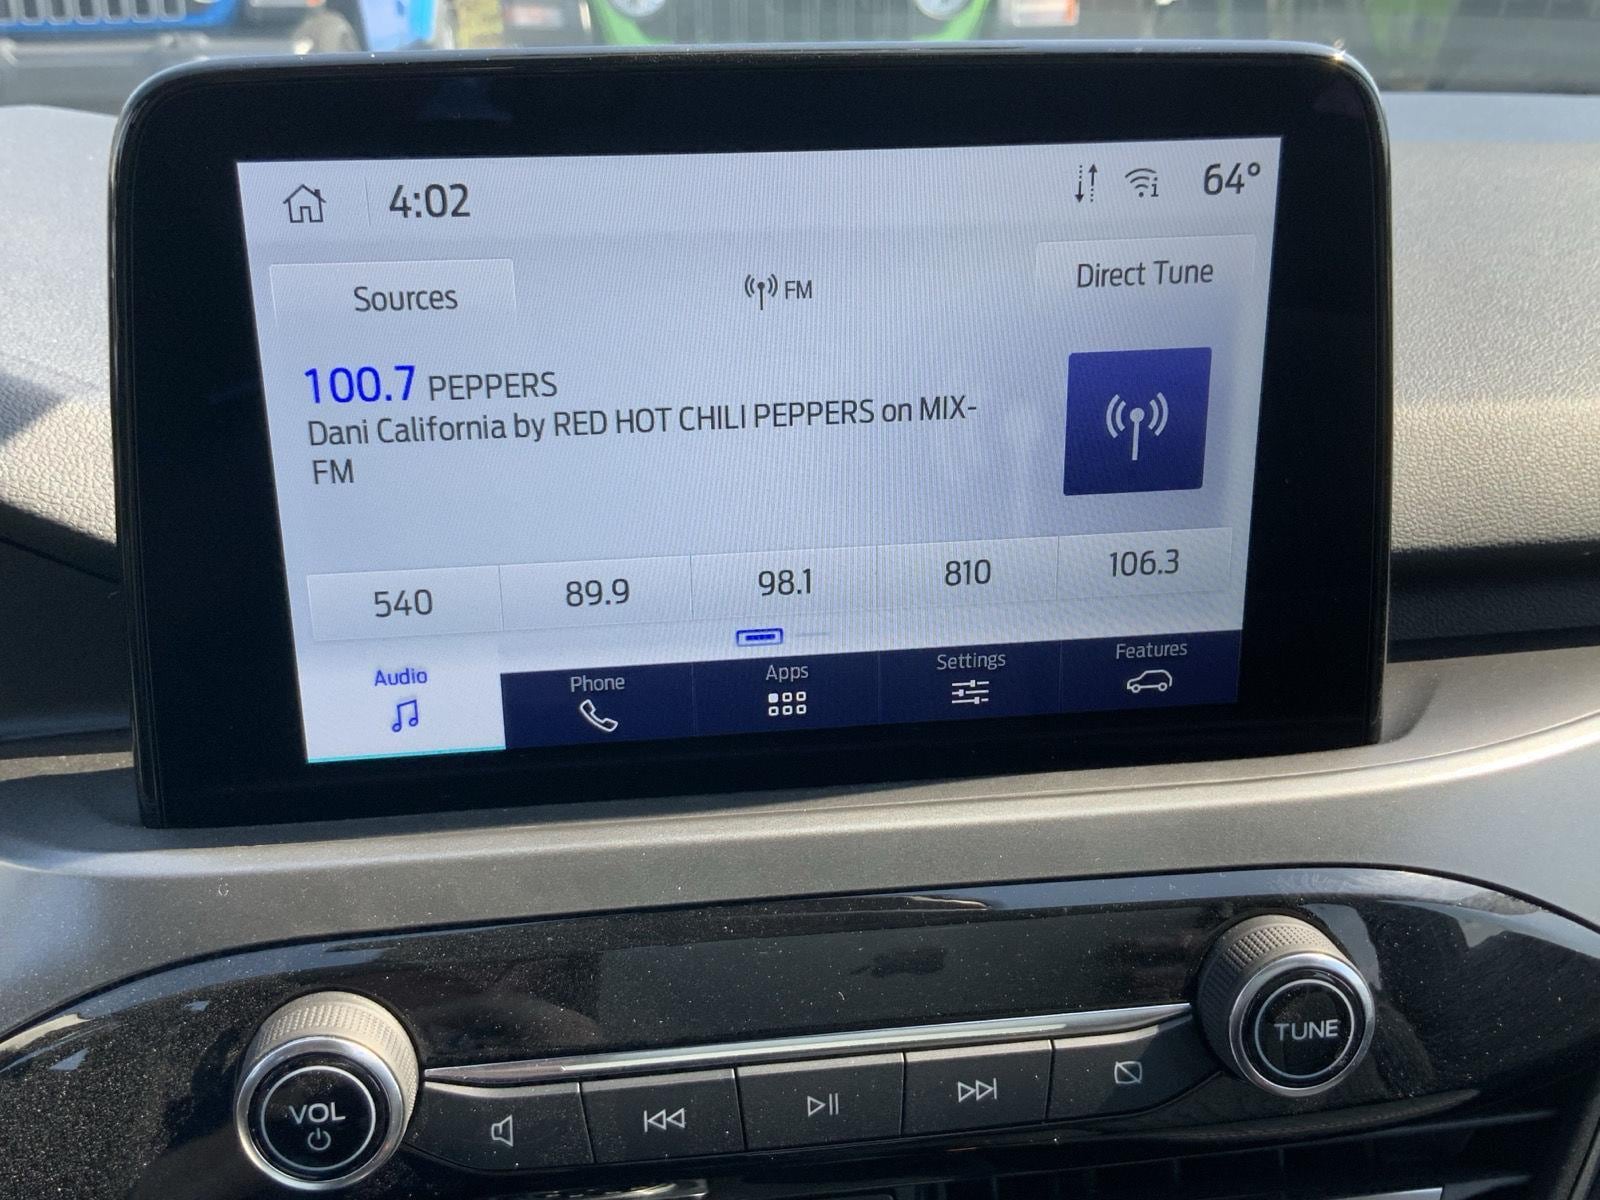 4:02
64°
Sources
FM
Direct Tune
100.7 PEPPERS
Dani California by RED HOT CHILI PEPPERS on MIX-
FM
540
89.9
98.1
810
106.3
Audio
Phone
Apps
Settings
Features
VOL
TUNE